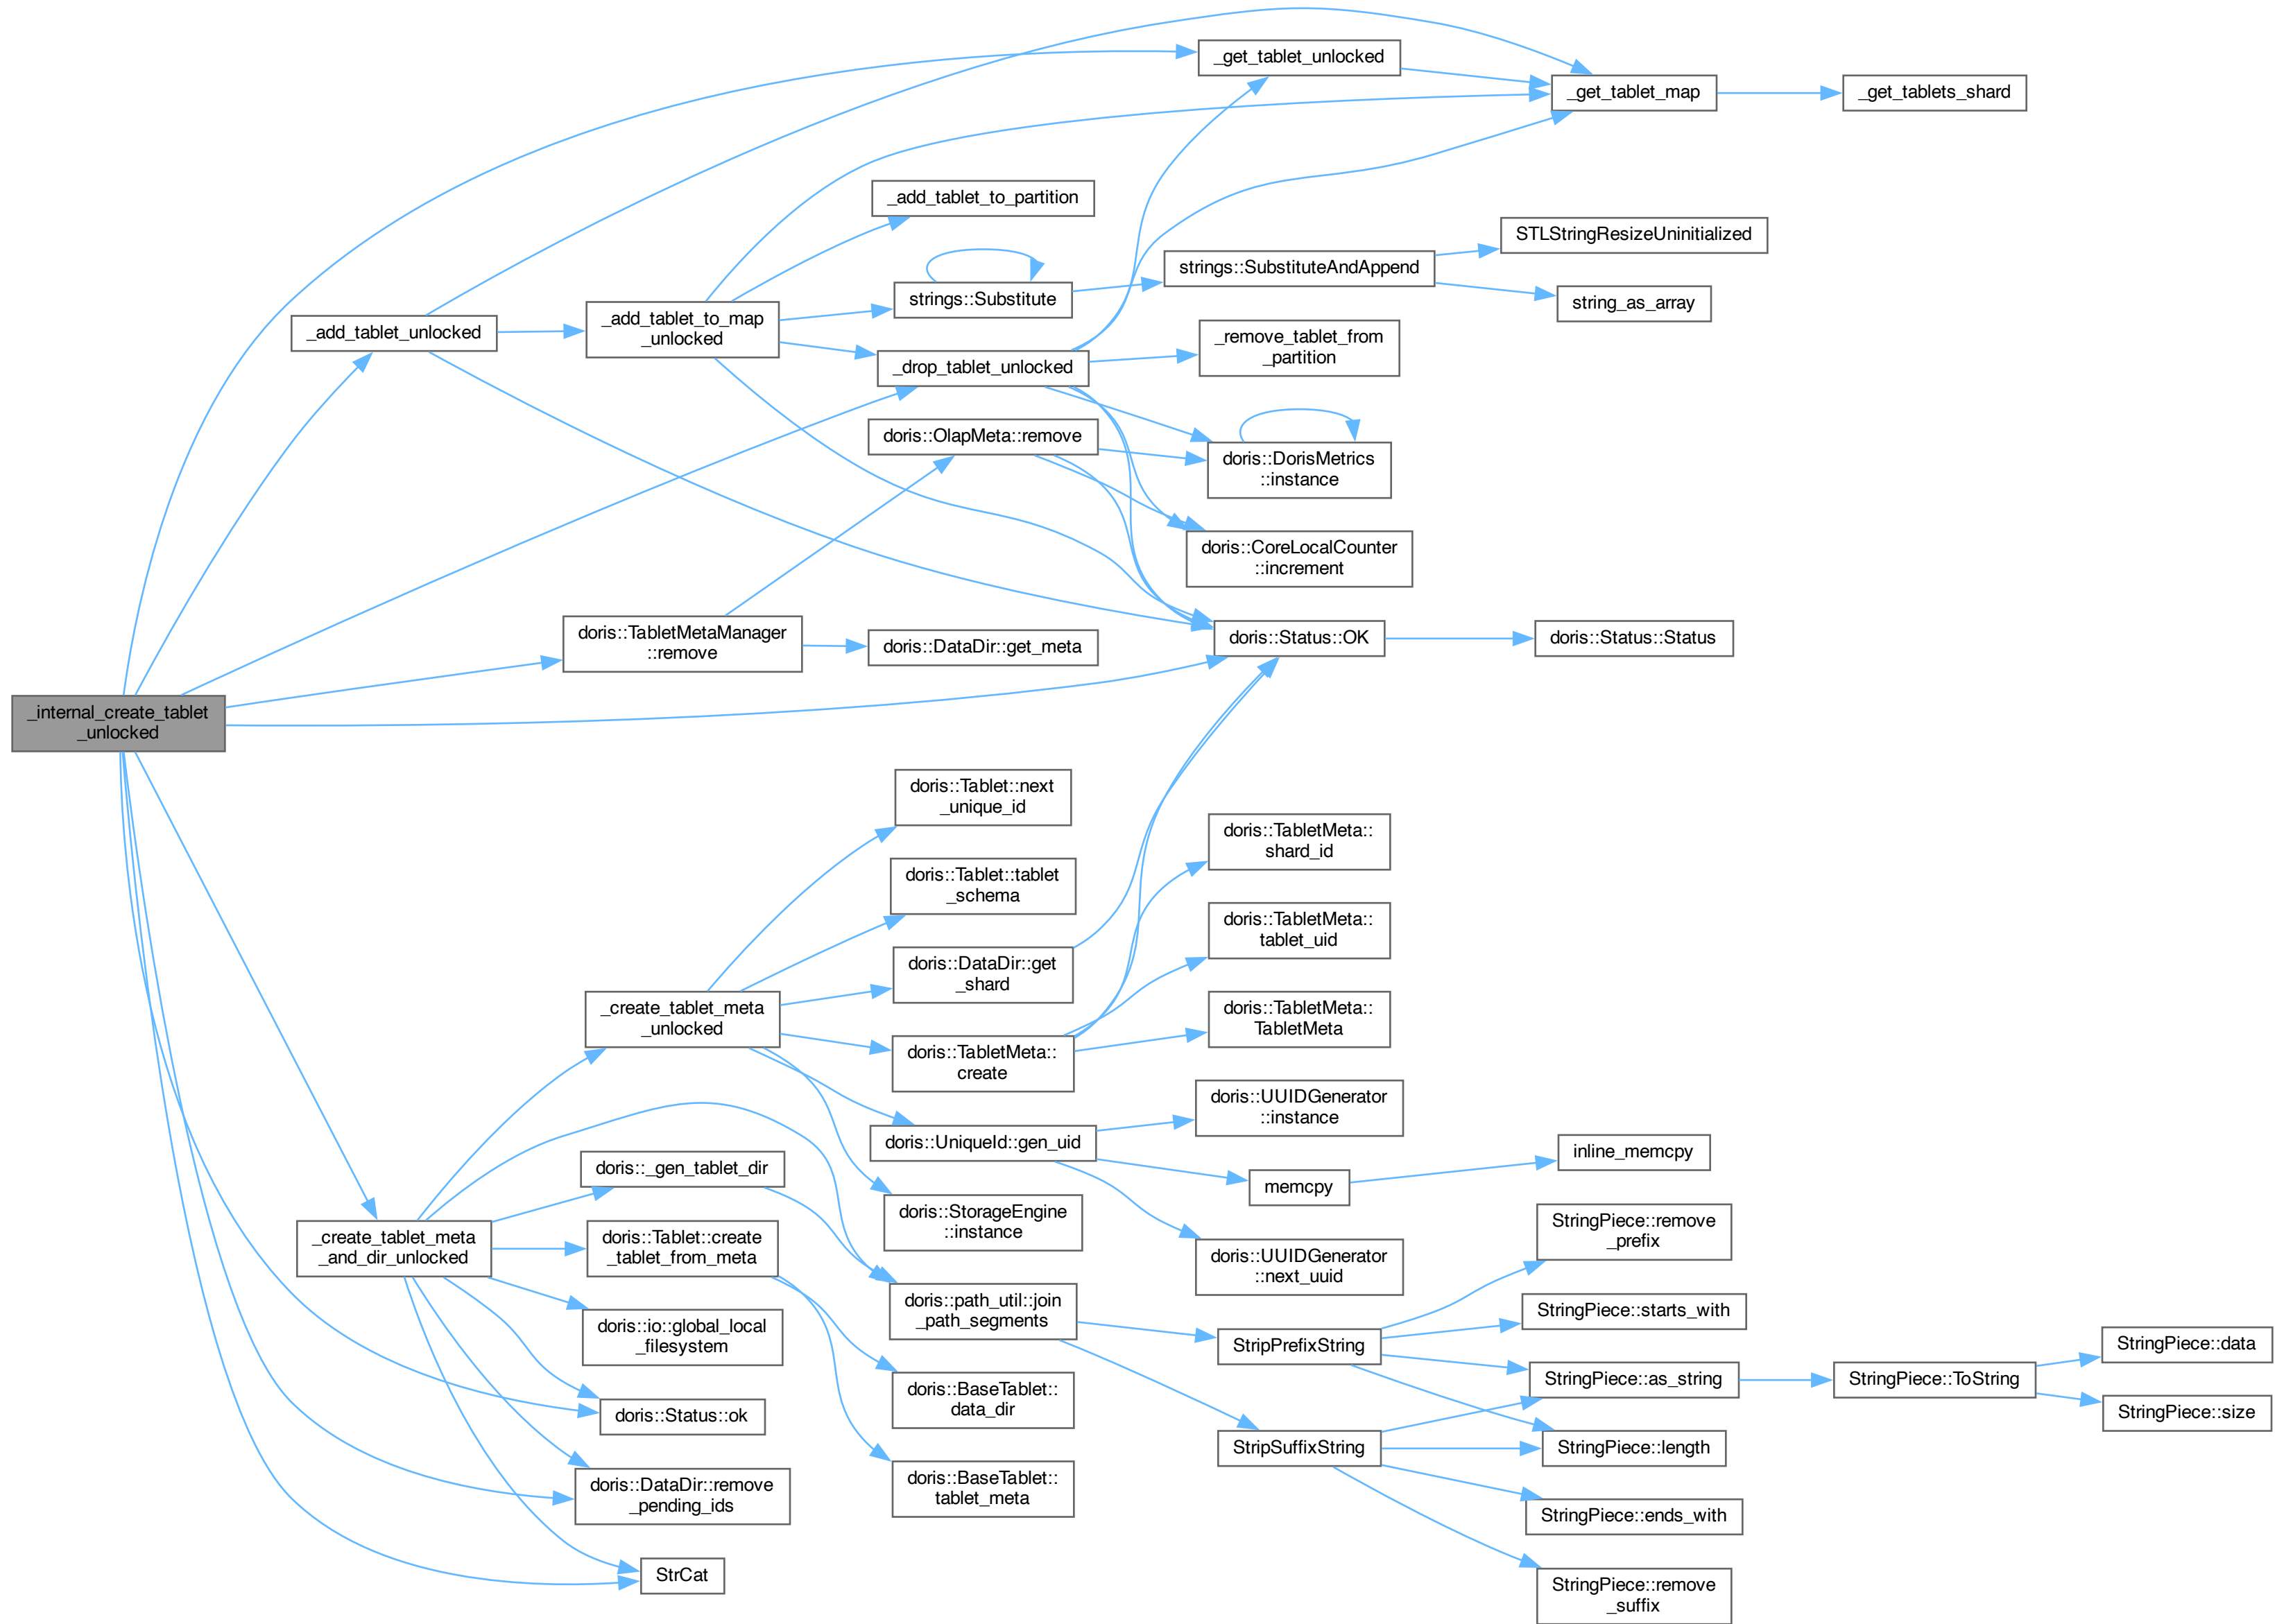 _internal_create_tablet
_unlocked
_add_tablet_unlocked
_create_tablet_meta
_and_dir_unlocked
_add_tablet_to_map
_unlocked
doris::TabletMetaManager
::remove
_create_tablet_meta
_unlocked
doris::_gen_tablet_dir
doris::Tablet::create
_tablet_from_meta
doris::io::global_local
_filesystem
doris::Status::ok
doris::DataDir::remove
_pending_ids
StrCat
_add_tablet_to_partition
strings::Substitute
_drop_tablet_unlocked
doris::OlapMeta::remove
doris::DataDir::get_meta
doris::Tablet::next
_unique_id
doris::Tablet::tablet
_schema
doris::DataDir::get
_shard
doris::TabletMeta::
create
doris::UniqueId::gen_uid
doris::StorageEngine
::instance
doris::path_util::join
_path_segments
doris::BaseTablet::
data_dir
doris::BaseTablet::
tablet_meta
_get_tablet_unlocked
strings::SubstituteAndAppend
_remove_tablet_from
_partition
doris::DorisMetrics
::instance
doris::CoreLocalCounter
::increment
doris::Status::OK
doris::TabletMeta::
shard_id
doris::TabletMeta::
tablet_uid
doris::TabletMeta::
TabletMeta
doris::UUIDGenerator
::instance
memcpy
doris::UUIDGenerator
::next_uuid
StripPrefixString
StripSuffixString
_get_tablet_map
STLStringResizeUninitialized
string_as_array
doris::Status::Status
inline_memcpy
StringPiece::remove
_prefix
StringPiece::starts_with
StringPiece::as_string
StringPiece::length
StringPiece::ends_with
StringPiece::remove
_suffix
_get_tablets_shard
StringPiece::ToString
StringPiece::data
StringPiece::size